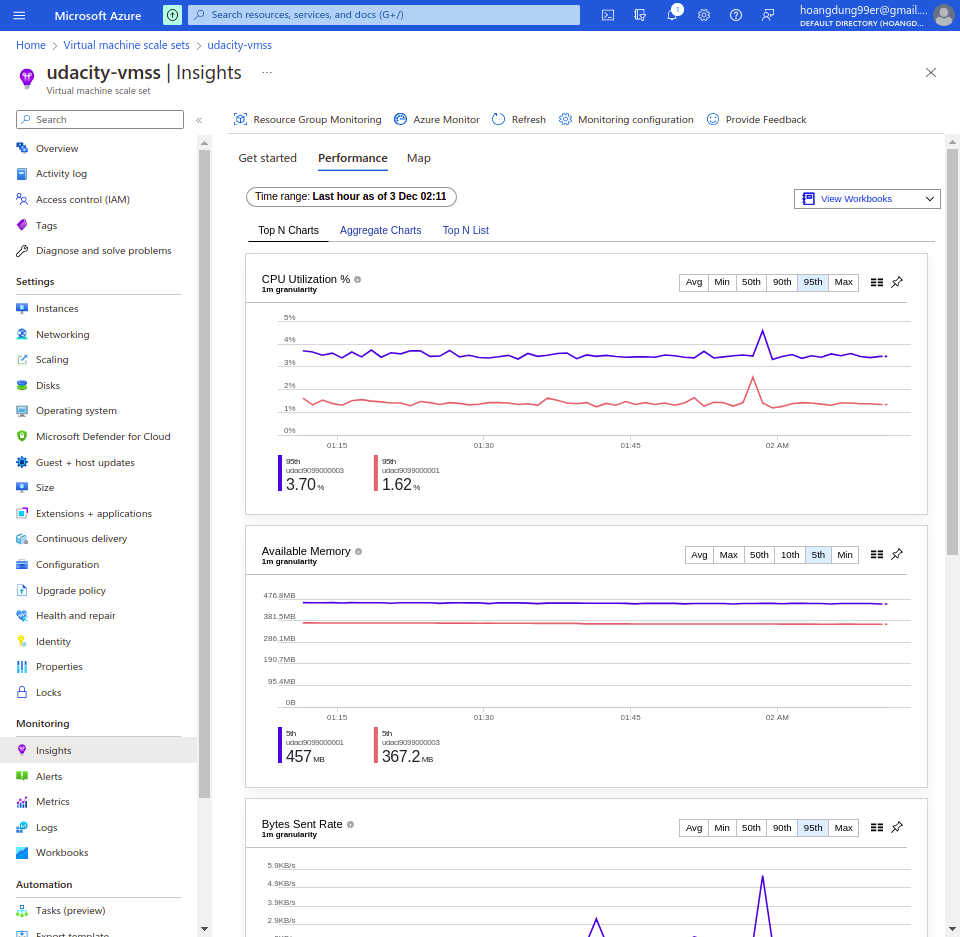 Microsoft Azure
Search resources, services, and docs (G+/)
1
hoangdung99er@gmail....
DEFAULT DIRECTORY (HOANGD...
Home > Virtual machine scale sets > udacity-vmss
udacity-vmss | Insights ...
Virtual machine scale set
Search
«
Resource Group Monitoring
Azure Monitor
Refresh
Monitoring configuration
Provide Feedback
Overview
Activity log
Access control (IAM)
Tags
Diagnose and solve problems
Settings
Instances
Networking
Scaling
Disks
Operating system
Microsoft Defender for Cloud
Guest + host updates
Size
Extensions + applications
Continuous delivery
Configuration
Upgrade policy
Health and repair
Identity
Properties
Locks
Monitoring
Insights
Alerts
Metrics
Logs
Workbooks
Automation
Tasks (preview)
Export template
Get started
Performance
Map
Time range: Last hour as of 3 Dec 02:11
View Workbooks
Top N Charts
Aggregate Charts
Top N List
CPU Utilization %
1m granularity
Avg Min 50th 90th 95th Max
5%
4%
3%
2%
1%
0%
01:15 01:30 01:45 02 AM
95th
udaci9099000003
3.70 %
95th
udaci9099000001
1.62 %
Available Memory
1m granularity
Avg Max 50th 10th 5th Min
476.8MB
381.5MB
286.1MB
190.7MB
95.4MB
0B
01:15 01:30 01:45 02 AM
5th
udaci9099000001
457 MB
5th
udaci9099000003
367.2 MB
Bytes Sent Rate
1m granularity
Avg Min 50th 90th 95th Max
5.9KB/s
4.9KB/s
3.9KB/s
2.9KB/s